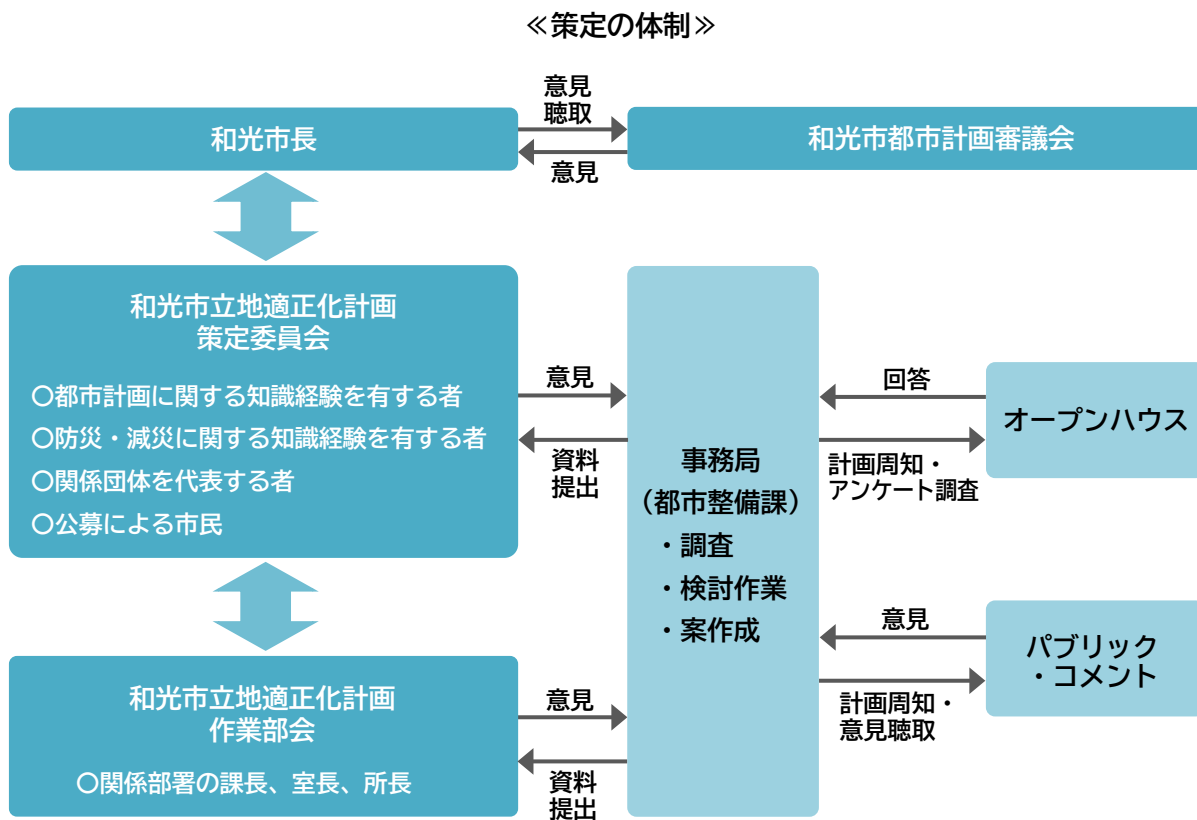 ≪策定の体制≫
意見
聴取
和光市長
和光市都市計画審議会
意見
和光市立地適正化計画
策定委員会
○都市計画に関する知識経験を有する者
○防災・減災に関する知識経験を有する者
○関係団体を代表する者
○公募による市民
意見
資料
提出
事務局
（都市整備課）
・調査
・検討作業
・案作成
回答
計画周知・
アンケート調査
オープンハウス
意見
計画周知・
意見聴取
パブリック
・コメント
和光市立地適正化計画
作業部会
○関係部署の課長、室長、所長
意見
資料
提出